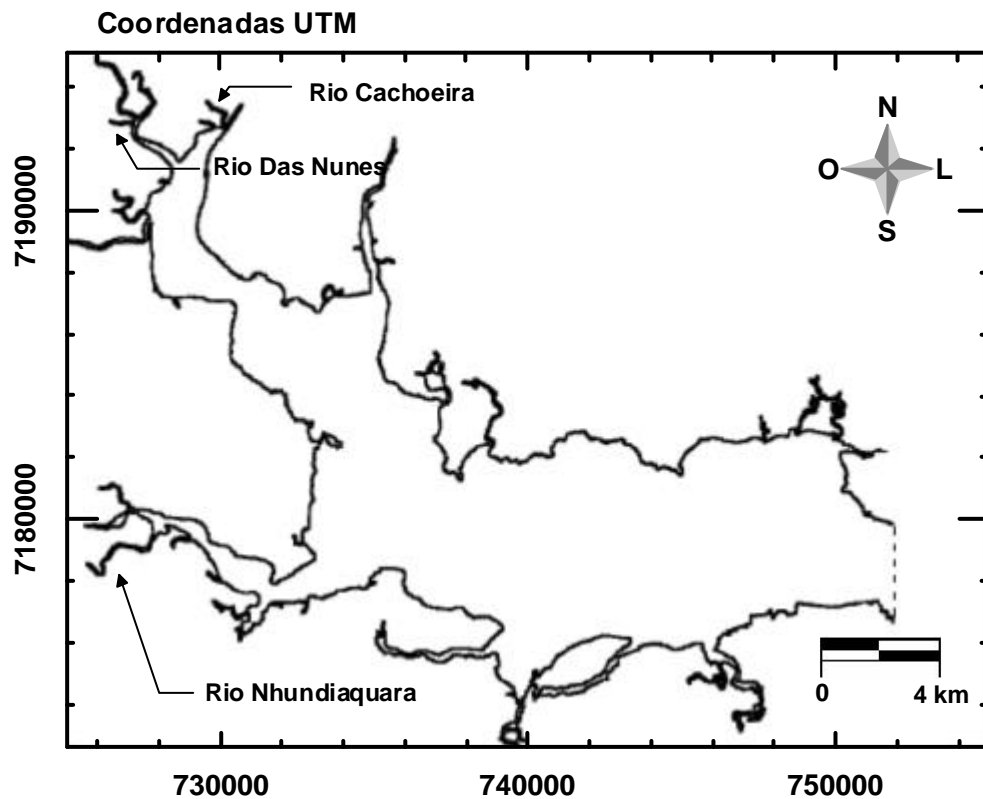 Coordenadas UTM
Rio Cachoeira
N
Rio Das Nunes
O
L
7190000
S
7180000
Rio Nhundiaquara
0
4 km
730000
740000
750000